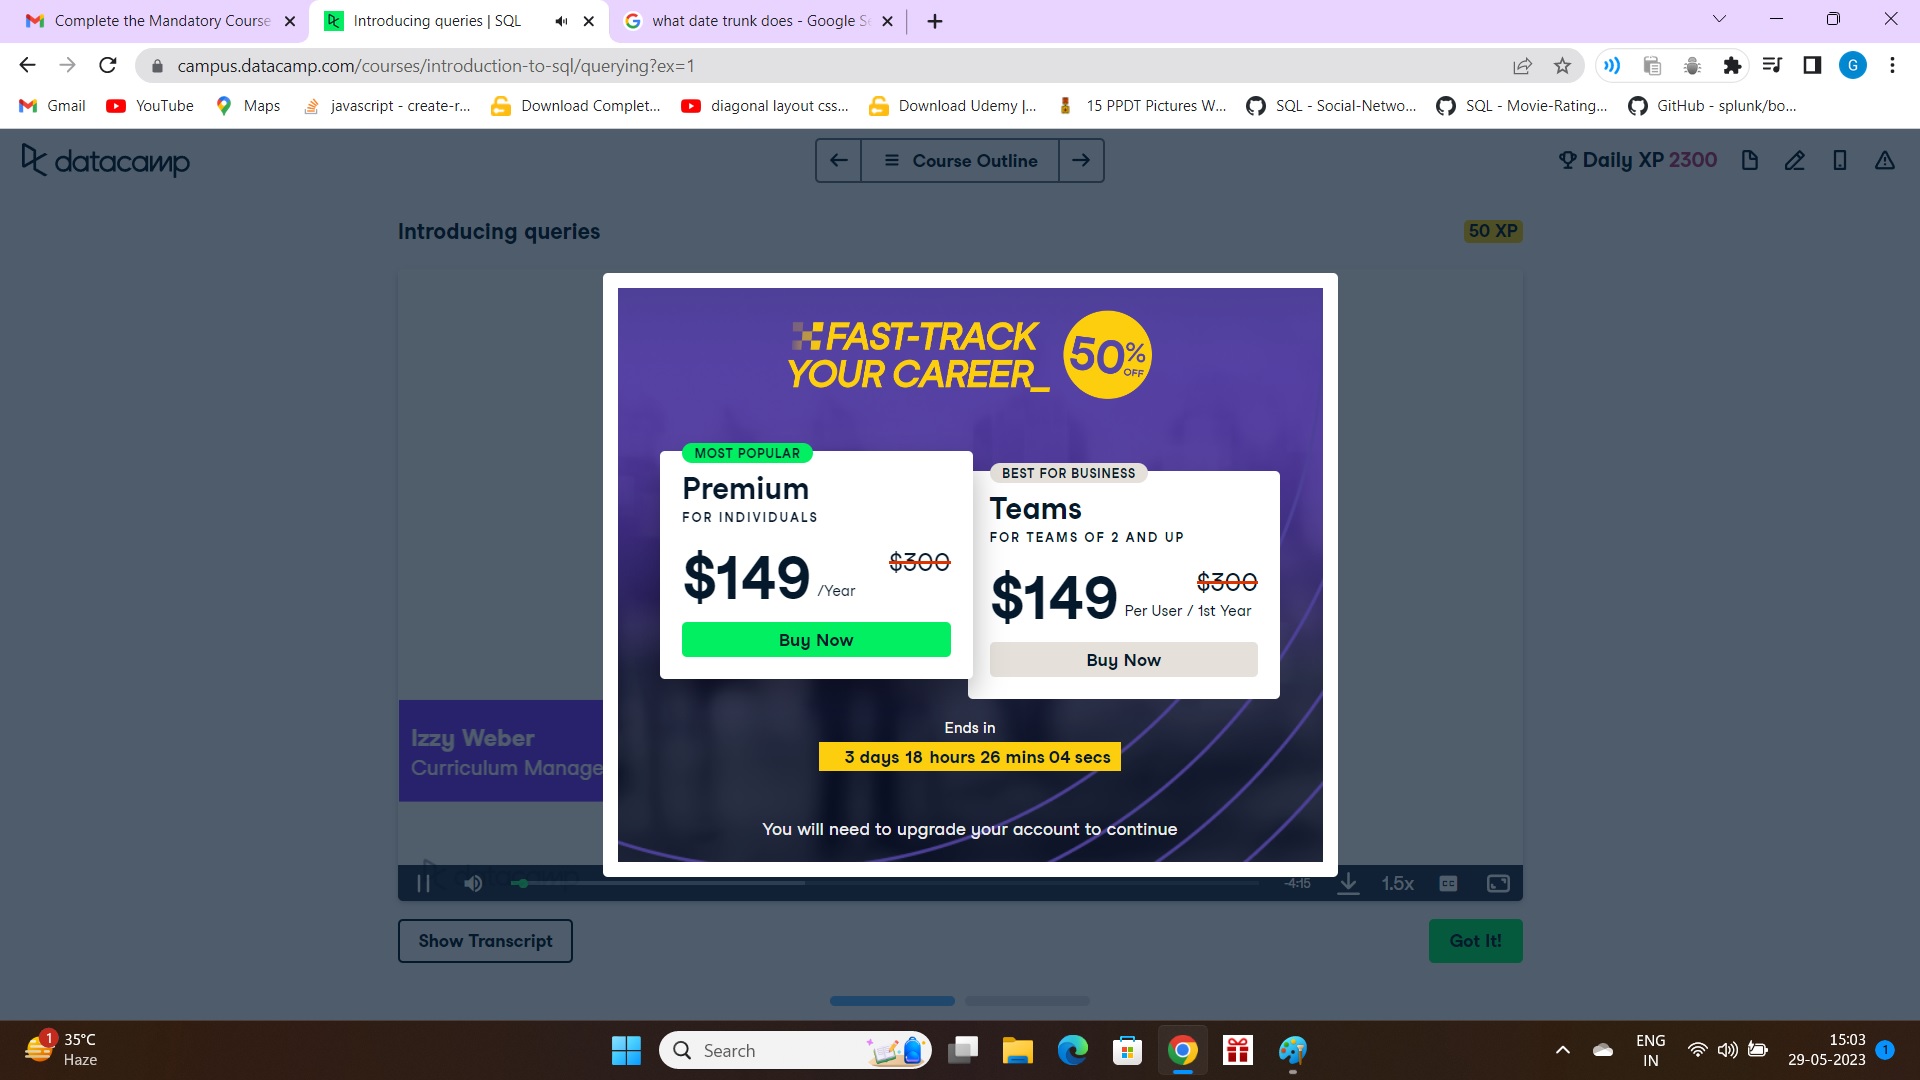 Complete the Mandatory Course
Introducing queries | SQL
what date trunk does - Google Se
campus.datacamp.com/courses/introduction-to-sql/querying?ex=1
G
Gmail
YouTube
Maps
javascript - create-r...
Download Complet...
diagonal layout css...
Download Udemy |...
15 PPDT Pictures W...
SQL - Social-Netwo...
SQL - Movie-Rating...
GitHub - splunk/bo...
datacamp
Course Outline
Daily XP 2300
Introducing queries
50 XP
FAST-TRACK
YOUR CAREER_
50%
OFF
MOST POPULAR
Premium
FOR INDIVIDUALS
$149 /Year
$300
Buy Now
BEST FOR BUSINESS
Teams
FOR TEAMS OF 2 AND UP
$149 Per User / 1st Year
$300
Buy Now
Ends in
3 days 18 hours 26 mins 04 secs
You will need to upgrade your account to continue
Izzy Weber
Curriculum Manage
datacamp
-4:15
1.5x
CC
Show Transcript
Got It!
1
35°C
Haze
Search
ENG
IN
15:03
29-05-2023
1